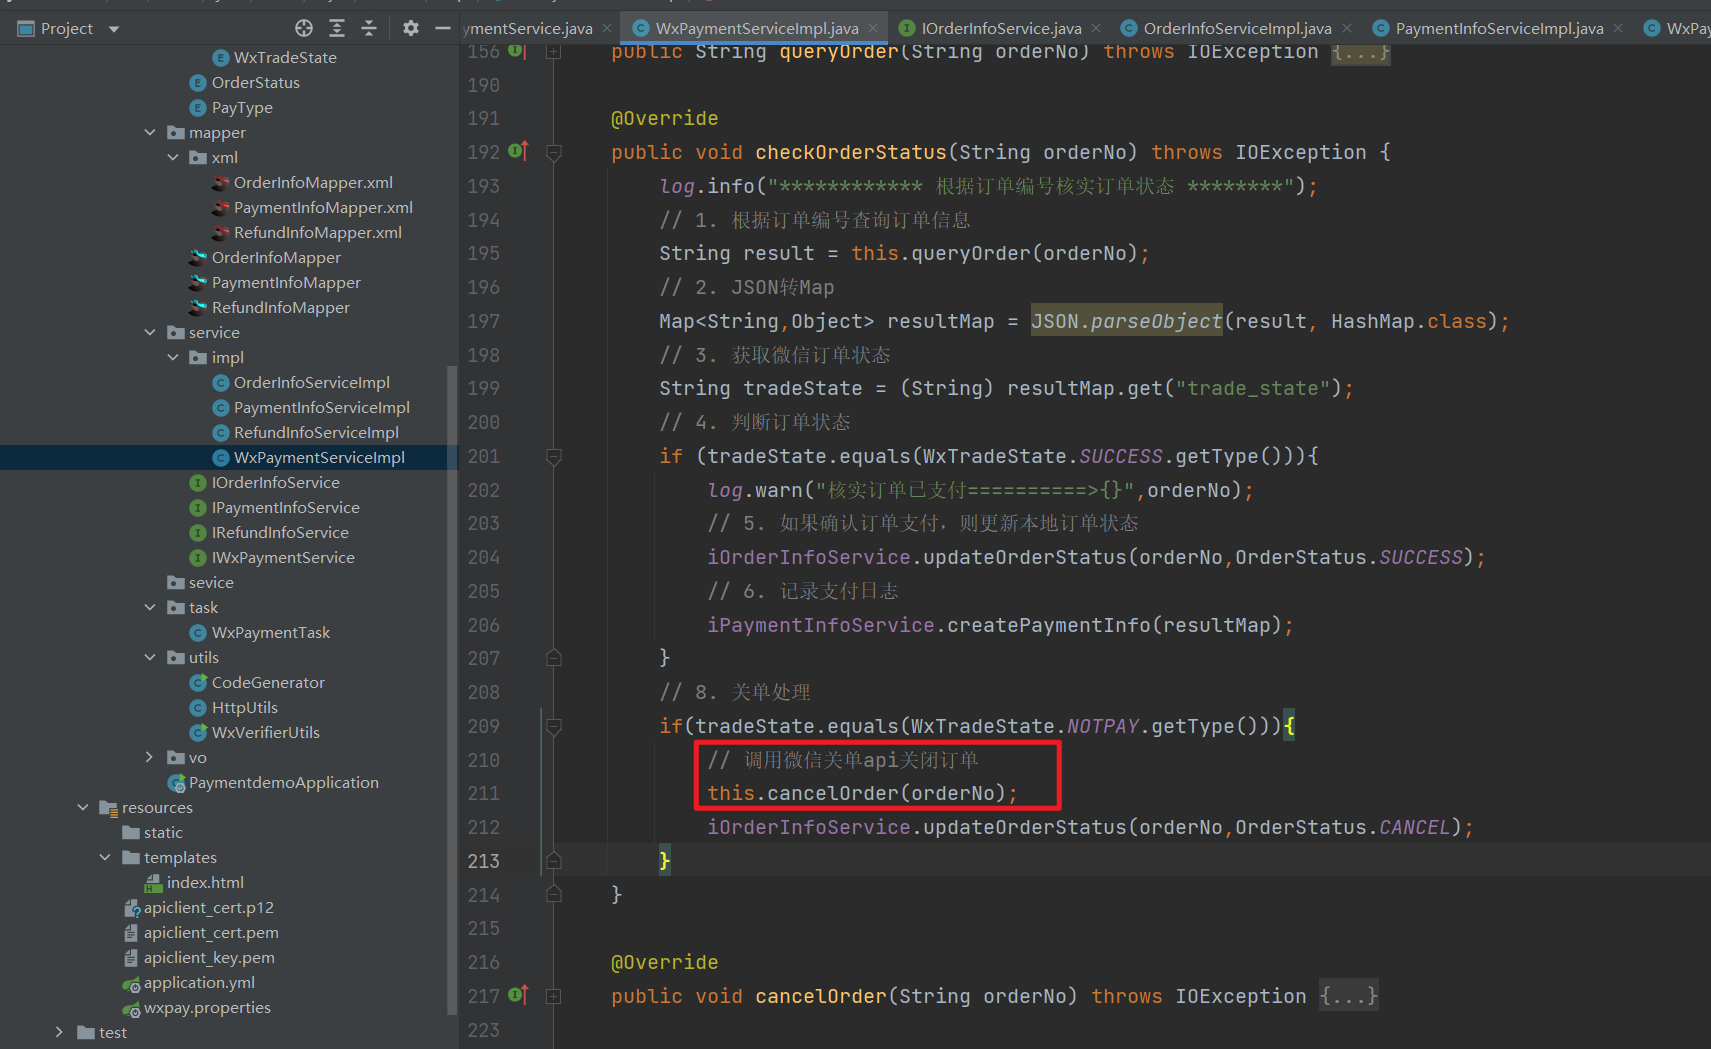 Project
ymentService.java
WxPaymentServiceImpl.java
IOrderInfoService.java
OrderInfoServiceImpl.java
PaymentInfoServiceImpl.java
WxPay
WxTradeState
OrderStatus
PayType
mapper
xml
OrderInfoMapper.xml
PaymentInfoMapper.xml
RefundInfoMapper.xml
OrderInfoMapper
PaymentInfoMapper
RefundInfoMapper
service
impl
OrderInfoServiceImpl
PaymentInfoServiceImpl
RefundInfoServiceImpl
WxPaymentServiceImpl
IOrderInfoService
IPaymentInfoService
IRefundInfoService
IWxPaymentService
sevice
task
WxPaymentTask
utils
CodeGenerator
HttpUtils
WxVerifierUtils
vo
PaymentdemoApplication
resources
static
templates
index.html
apiclient_cert.p12
apiclient_cert.pem
apiclient_key.pem
application.yml
wxpay.properties
test
156 public String queryOrder(String orderNo) throws IOException {...}
190
191 @Override
192 public void checkOrderStatus(String orderNo) throws IOException {
193 log.info("************ 根据订单编号核实订单状态 ********");
194 // 1. 根据订单编号查询订单信息
195 String result = this.queryOrder(orderNo);
196 // 2. JSON转Map
197 Map<String,Object> resultMap = JSON.parseObject(result, HashMap.class);
198 // 3. 获取微信订单状态
199 String tradeState = (String) resultMap.get("trade_state");
200 // 4. 判断订单状态
201 if (tradeState.equals(WxTradeState.SUCCESS.getType())){
202 log.warn("核实订单已支付==========>{}",orderNo);
203 // 5. 如果确认订单支付，则更新本地订单状态
204 iOrderInfoService.updateOrderStatus(orderNo,OrderStatus.SUCCESS);
205 // 6. 记录支付日志
206 iPaymentInfoService.createPaymentInfo(resultMap);
207 }
208 // 8. 关单处理
209 if(tradeState.equals(WxTradeState.NOTPAY.getType())){
210 // 调用微信关单api关闭订单
211 this.cancelOrder(orderNo);
212 iOrderInfoService.updateOrderStatus(orderNo,OrderStatus.CANCEL);
213 }
214 }
215
216 @Override
217 public void cancelOrder(String orderNo) throws IOException {...}
223